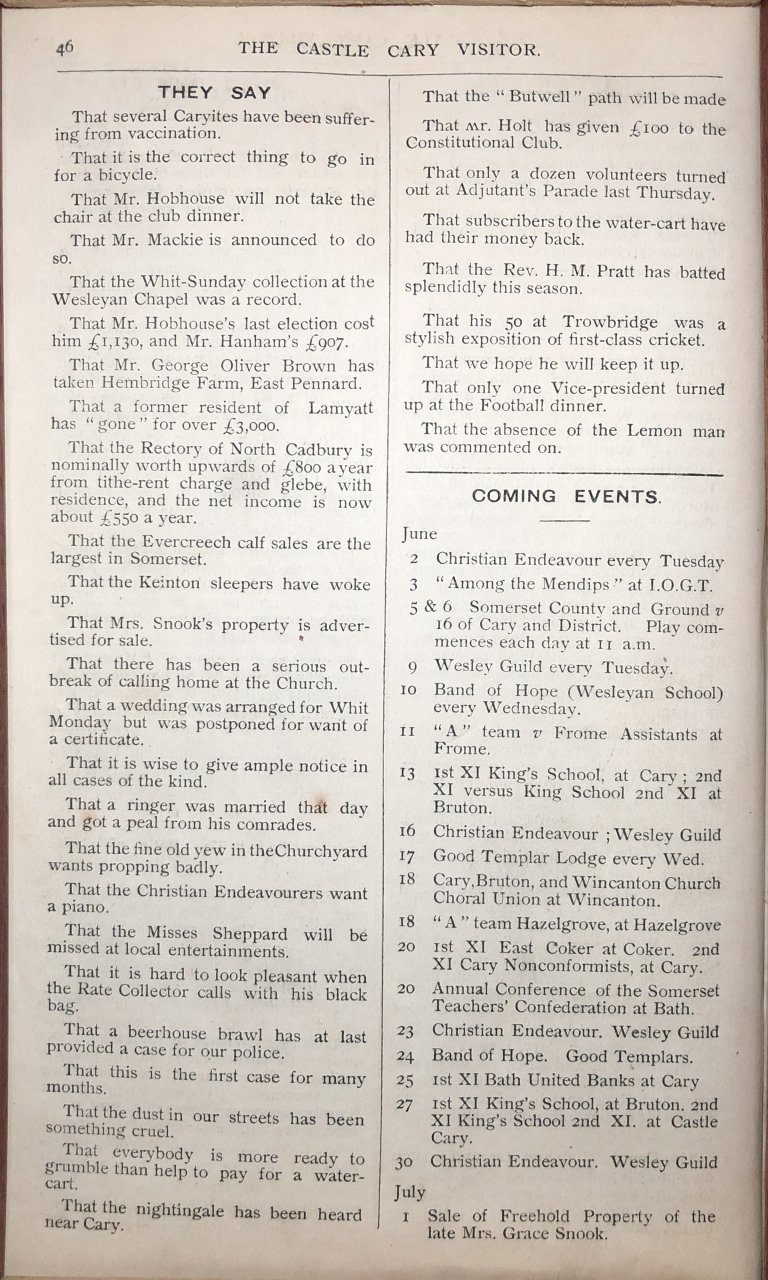 46
THE CASTLE CARY VISITOR.
THEY SAY
That several Caryites have been suffer-
ing from vaccination.
That it is the correct thing to go in
for a bicycle.
That Mr. Hobhouse will not take the
chair at the club dinner.
That Mr. Mackie is announced to do
so.
That the Whit-Sunday collection at the
Wesleyan Chapel was a record.
That Mr. Hobhouse's last election cost
him £1,130, and Mr. Hanham's £907.
That Mr. George Oliver Brown has
taken Hembridge Farm, East Pennard.
That a former resident of Lamyatt
has "gone" for over £3,000.
That the Rectory of North Cadbury is
nominally worth upwards of £800 a year
from tithe-rent charge and glebe, with
residence, and the net income is now
about £550 a year.
That the Evercreech calf sales are the
largest in Somerset.
That the Keinton sleepers have woke
up.
That Mrs. Snook's property is adver-
tised for sale.
That there has been a serious out-
break of calling home at the Church.
That a wedding was arranged for Whit
Monday but was postponed for want of
a certificate.
That it is wise to give ample notice in
all cases of the kind.
That a ringer was married that day
and got a peal from his comrades.
That the fine old yew in theChurchyard
wants propping badly.
That the Christian Endeavourers want
a piano.
That the Misses Sheppard will be
missed at local entertainments.
That it is hard to look pleasant when
the Rate Collector calls with his black
bag.
That a beerhouse brawl has at last
provided a case for our police.
That this is the first case for many
months.
That the dust in our streets has been
something cruel.
That everybody is more ready to
grumble than help to pay for a water-
cart.
That the nightingale has been heard
near Cary.
That the "Butwell" path will be made
That Mr. Holt has given £100 to the
Constitutional Club.
That only a dozen volunteers turned
out at Adjutant's Parade last Thursday.
That subscribers to the water-cart have
had their money back.
That the Rev. H. M. Pratt has batted
splendidly this season.
That his 50 at Trowbridge was a
stylish exposition of first-class cricket.
That we hope he will keep it up.
That only one Vice-president turned
up at the Football dinner.
That the absence of the Lemon man
was commented on.
COMING EVENTS.
June
2 Christian Endeavour every Tuesday
3 "Among the Mendips" at I.O.G.T.
5 & 6 Somerset County and Ground v
16 of Cary and District. Play com-
mences each day at 11 a.m.
9 Wesley Guild every Tuesday.
10 Band of Hope (Wesleyan School)
every Wednesday.
11 "A" team v Frome Assistants at
Frome.
13 1st XI King's School, at Cary; 2nd
XI versus King School 2nd XI at
Bruton.
16 Christian Endeavour; Wesley Guild
17 Good Templar Lodge every Wed.
18 Cary,Bruton, and Wincanton Church
Choral Union at Wincanton.
18 "A" team Hazelgrove, at Hazelgrove
20 1st XI East Coker at Coker. 2nd
XI Cary Nonconformists, at Cary.
20 Annual Conference of the Somerset
Teachers' Confederation at Bath.
23 Christian Endeavour. Wesley Guild
24 Band of Hope. Good Templars.
25 1st XI Bath United Banks at Cary
27 1st XI King's School, at Bruton. 2nd
XI King's School 2nd XI. at Castle
Cary.
30 Christian Endeavour. Wesley Guild
July
1 Sale of Freehold Property of the
late Mrs. Grace Snook.